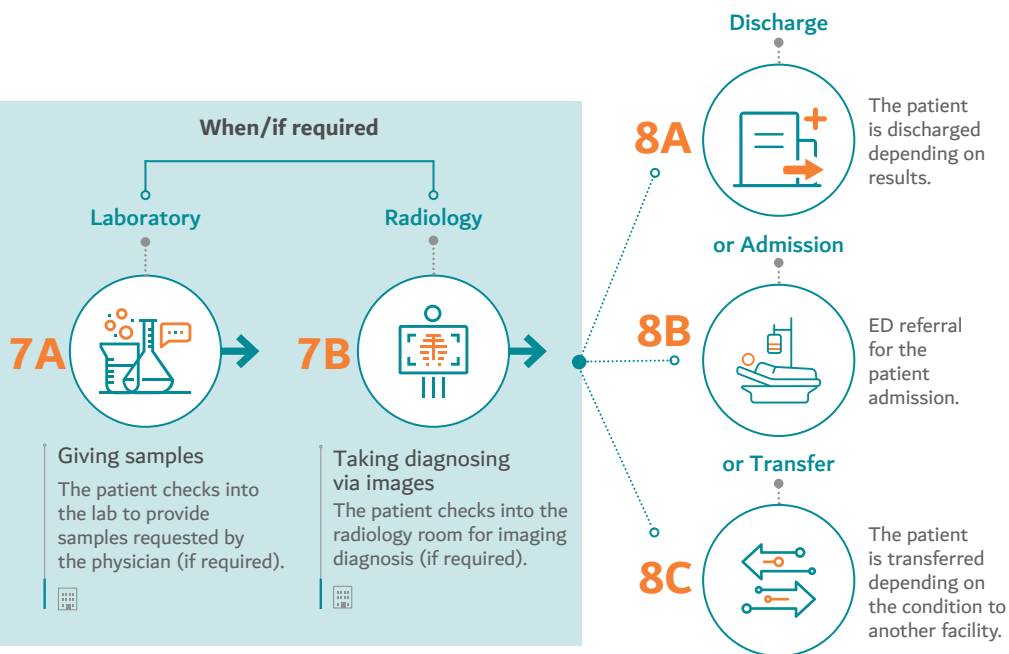 When/if required
Laboratory
Radiology
7A
7B
Giving samples
The patient checks into
the lab to provide
samples requested by
the physician (if required).
Taking diagnosing
via images
The patient checks into the
radiology room for imaging
diagnosis (if required).
Discharge
8A
The patient
is discharged
depending on
results.
or Admission
8B
ED referral
for the
patient
admission.
or Transfer
8C
The patient
is transferred
depending on
the condition to
another facility.